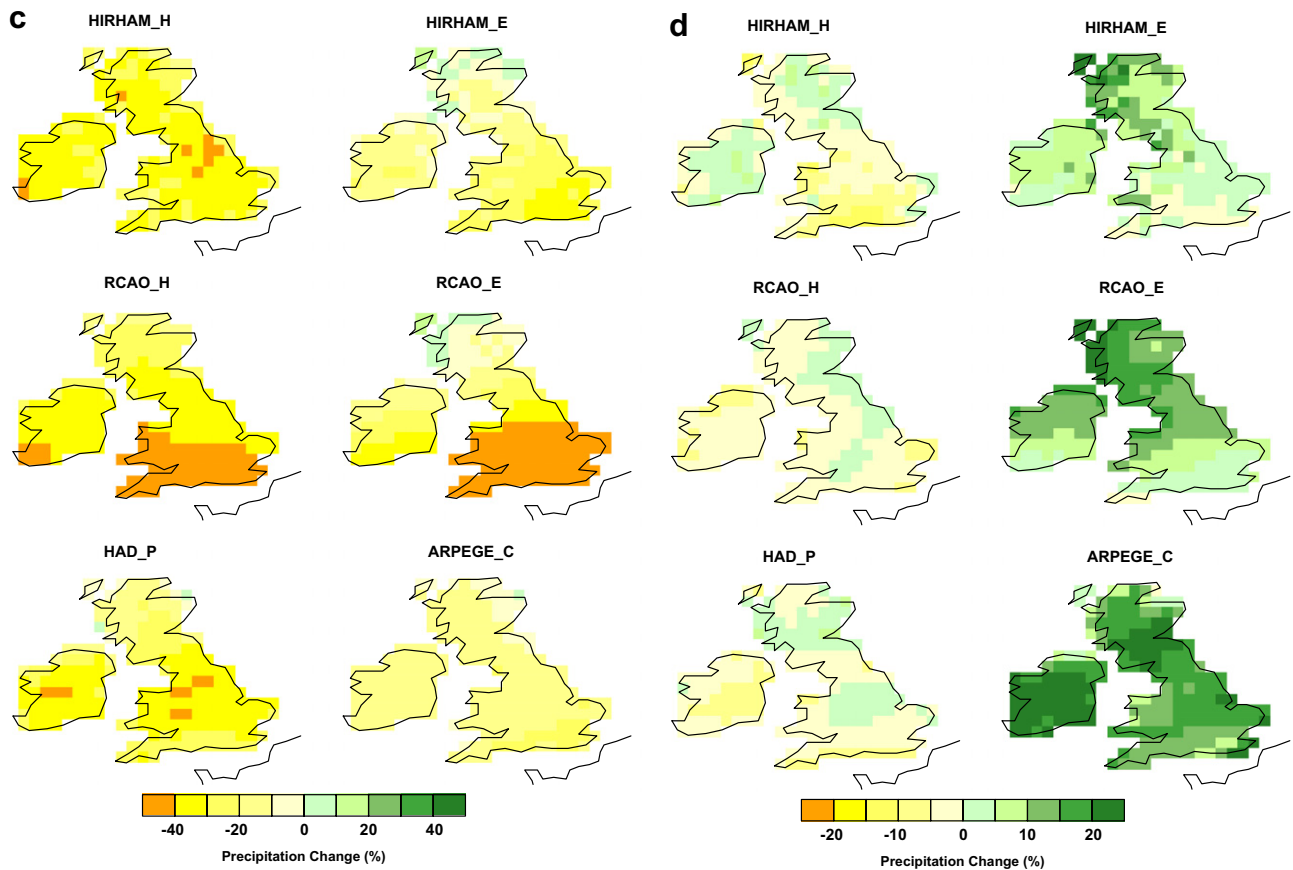 c
HIRHAM_H
HIRHAM_E
RCAO_H
RCAO_E
HAD_P
ARPEGE_C
-40 -20 0 20 40
Precipitation Change (%)
d
HIRHAM_H
HIRHAM_E
RCAO_H
RCAO_E
HAD_P
ARPEGE_C
-20 -10 0 10 20
Precipitation Change (%)